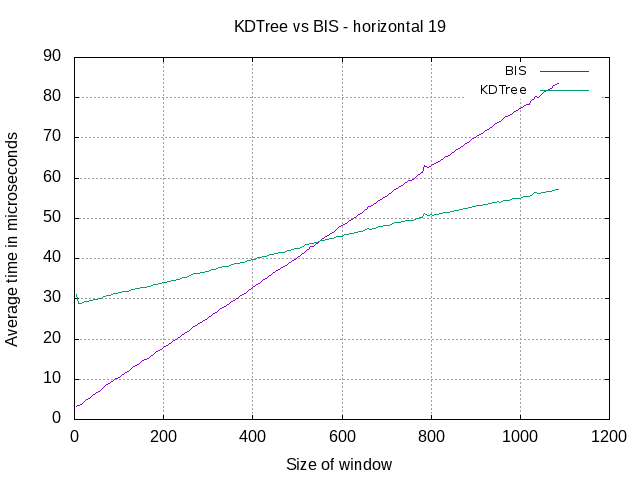 KDTree vs BIS - horizontal 19
90
80
70
60
50
40
30
20
10
0
BIS
KDTree
Average time in microseconds
0 200 400 600 800 1000 1200
Size of window